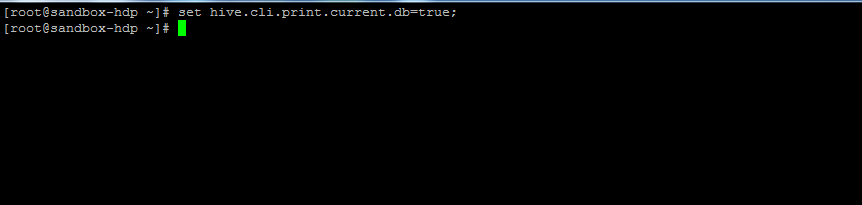 [root@sandbox-hdp ~]# set hive.cli.print.current.db=true;
[root@sandbox-hdp ~]#